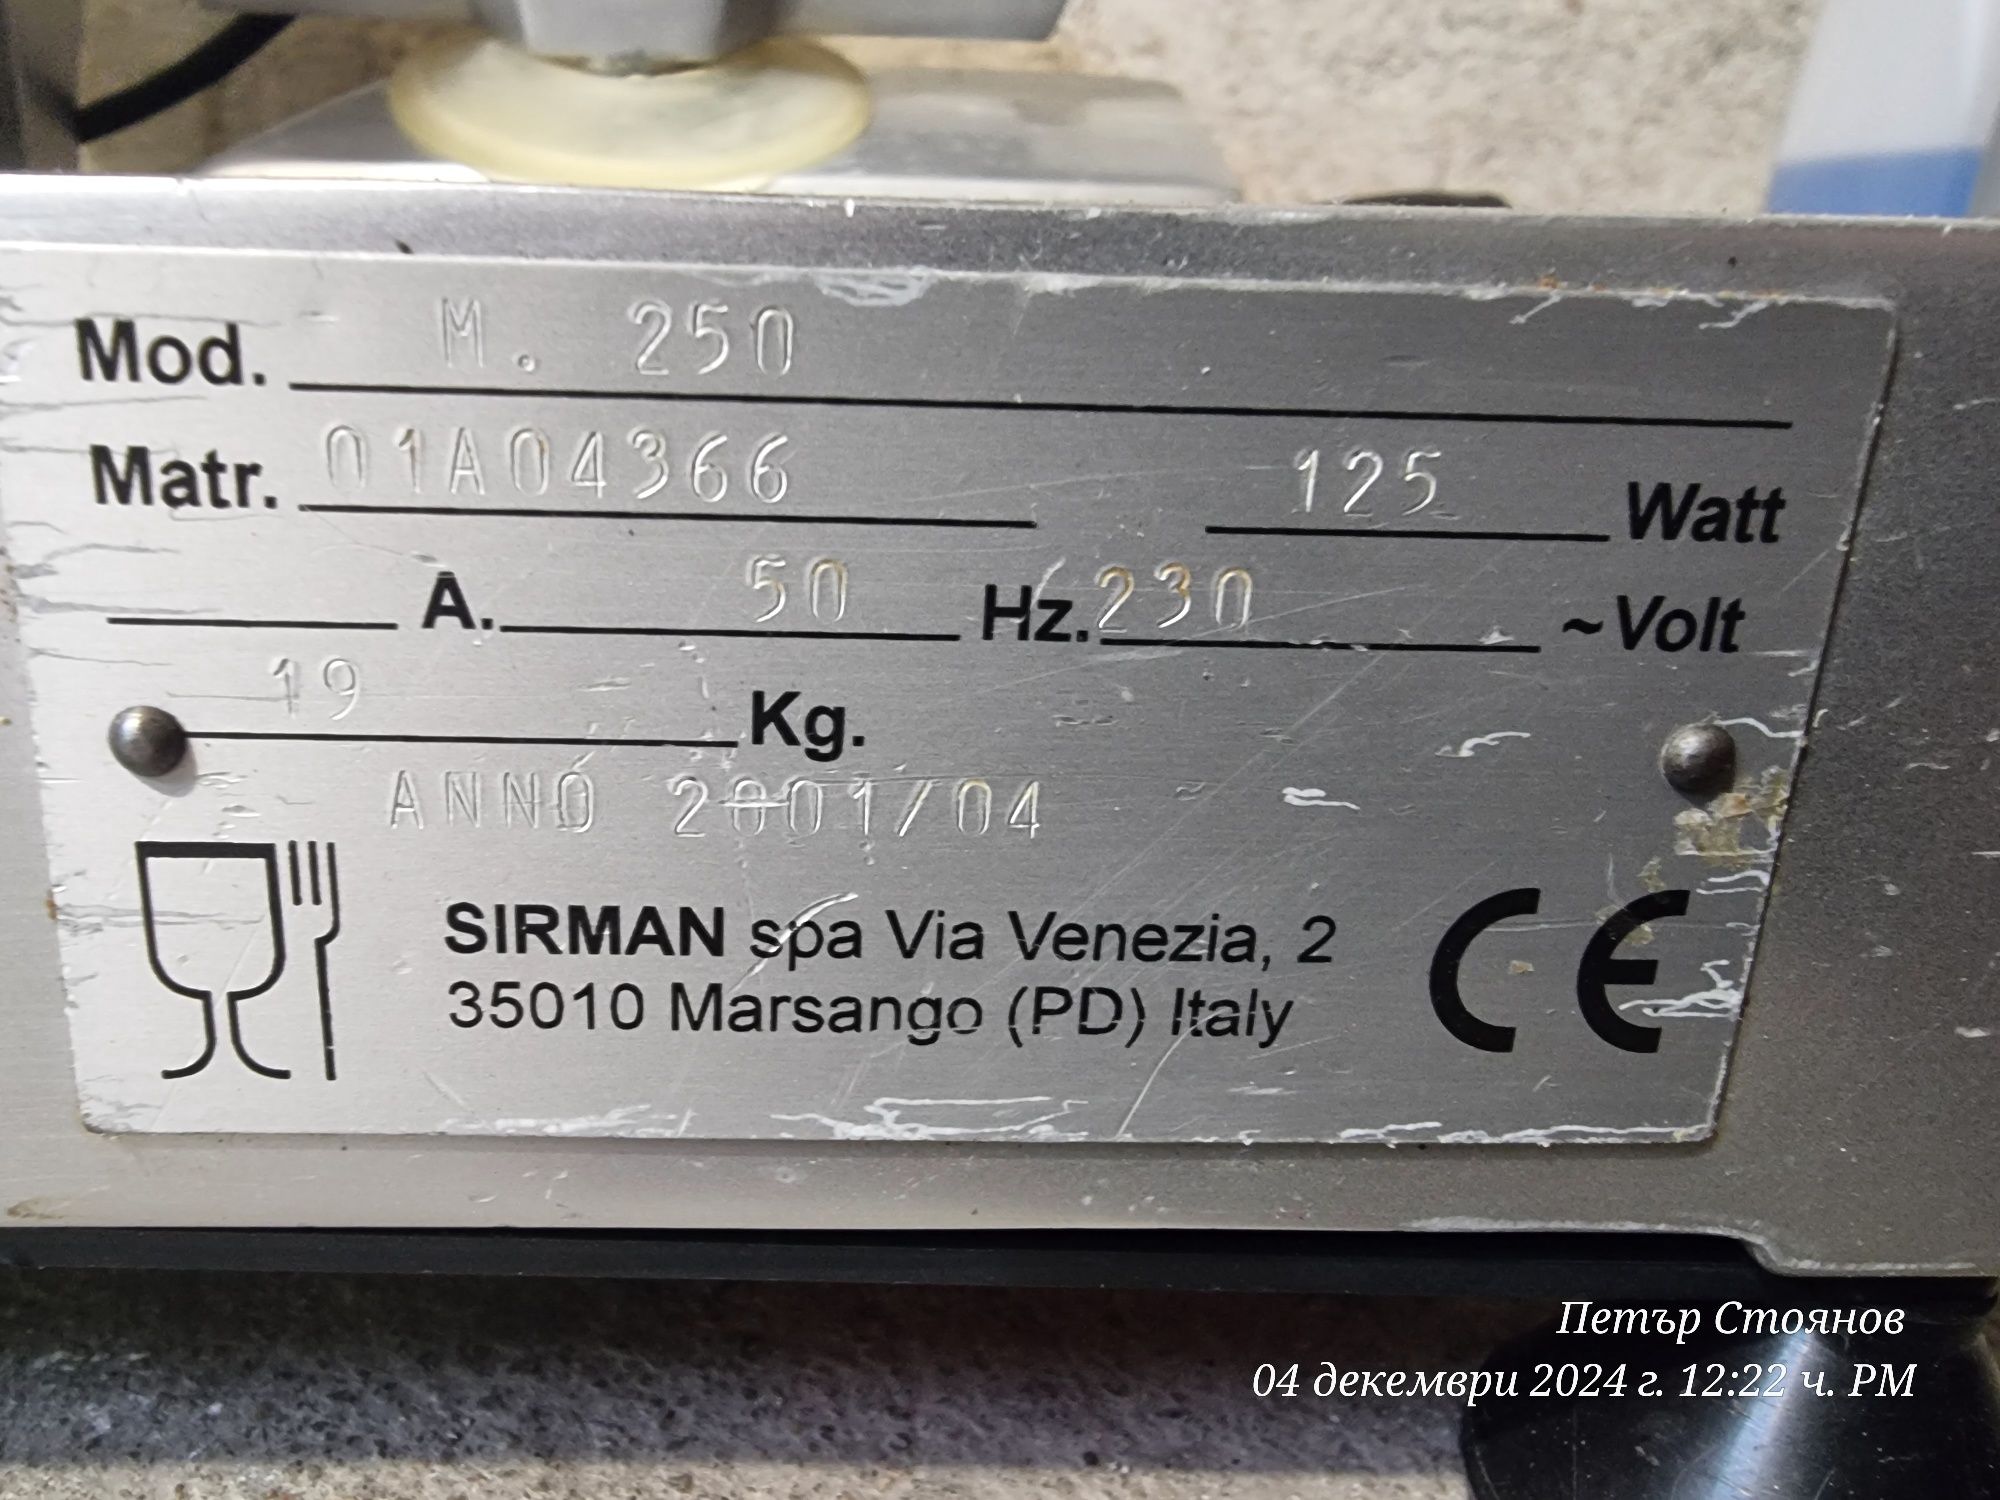 Mod. M. 250
Matr. 01A04366 125 Watt
A. 50 Hz. 230 ~Volt
19 Kg.
ANNO 2001/04
SIRMAN spa Via Venezia, 2
35010 Marsango (PD) Italy
CE
Петър Стоянов
04 декември 2024 г. 12:22 ч. PM